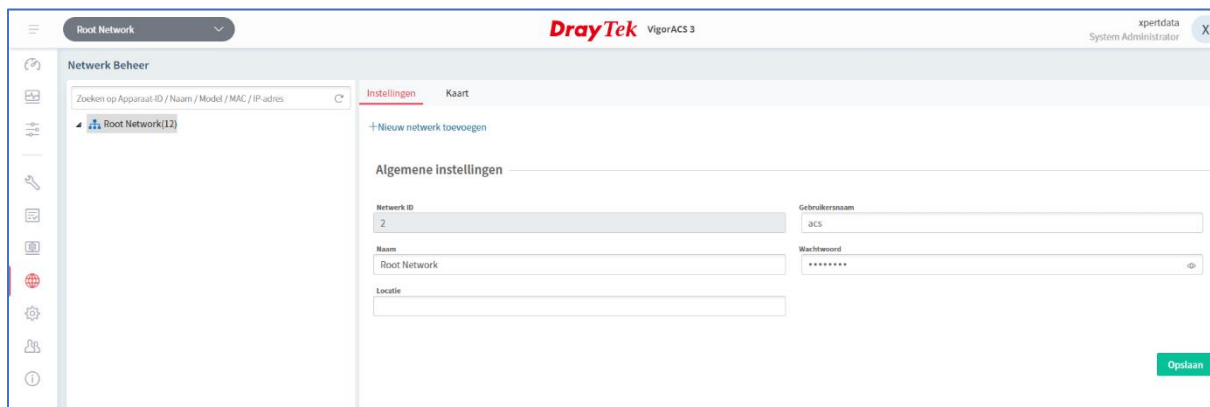 Root Network
DrayTek VigorACS 3
xpertdata
System Administrator
X
Netwerk Beheer
Zoeken op Apparaat-ID / Naam / Model / MAC / IP-adres
Root Network(12)
Instellingen
Kaart
+Nieuw netwerk toevoegen
Algemene instellingen
Netwerk ID
2
Gebruikersnaam
acs
Naam
Root Network
Wachtwoord
••••••••
Locatie
Opslaan